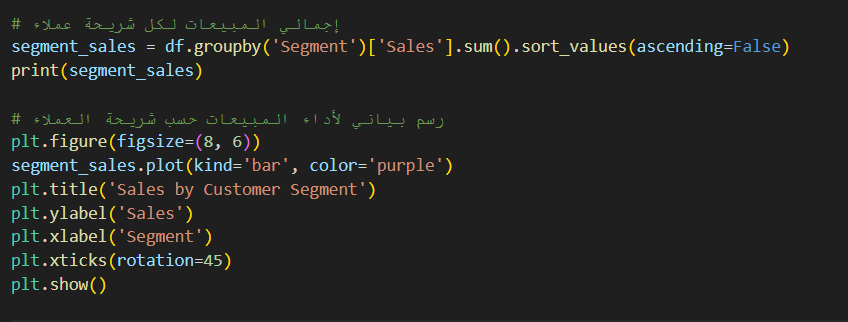 # إجمالي المبيعات لكل شريحة عملاء
segment_sales = df.groupby('Segment')['Sales'].sum().sort_values(ascending=False)
print(segment_sales)
# رسم بياني لأداء المبيعات حسب شريحة العملاء
plt.figure(figsize=(8, 6))
segment_sales.plot(kind='bar', color='purple')
plt.title('Sales by Customer Segment')
plt.ylabel('Sales')
plt.xlabel('Segment')
plt.xticks(rotation=45)
plt.show()